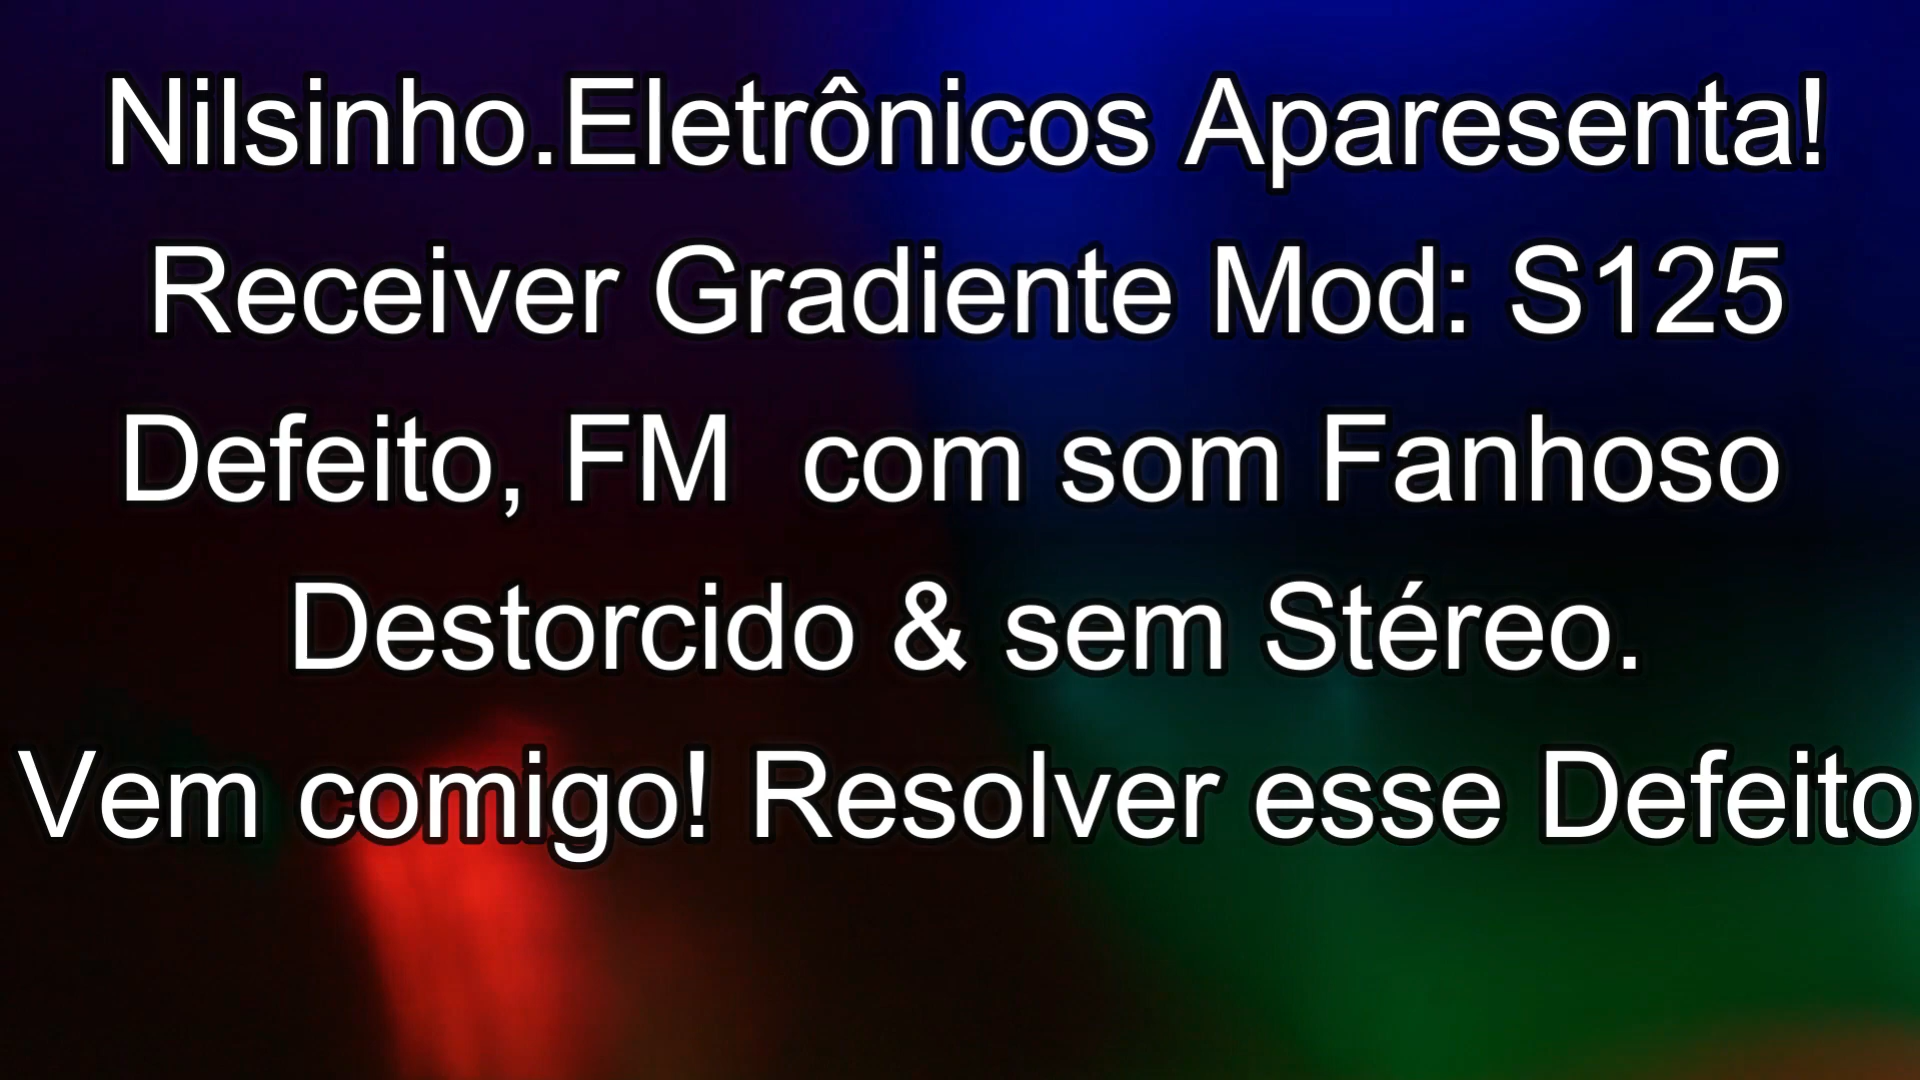 Nilsinho.Eletrônicos Aparesenta!
Receiver Gradiente Mod: S125
Defeito, FM  com som Fanhoso
Destorcido & sem Stéreo.
Vem comigo! Resolver esse Defeito